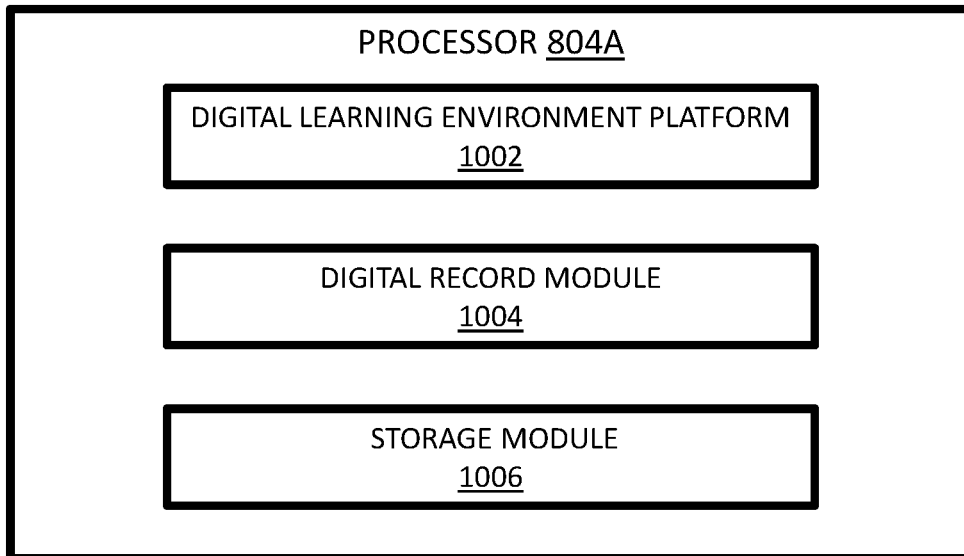 PROCESSOR 804A
DIGITAL LEARNING ENVIRONMENT PLATFORM
1002
DIGITAL RECORD MODULE
1004
STORAGE MODULE
1006